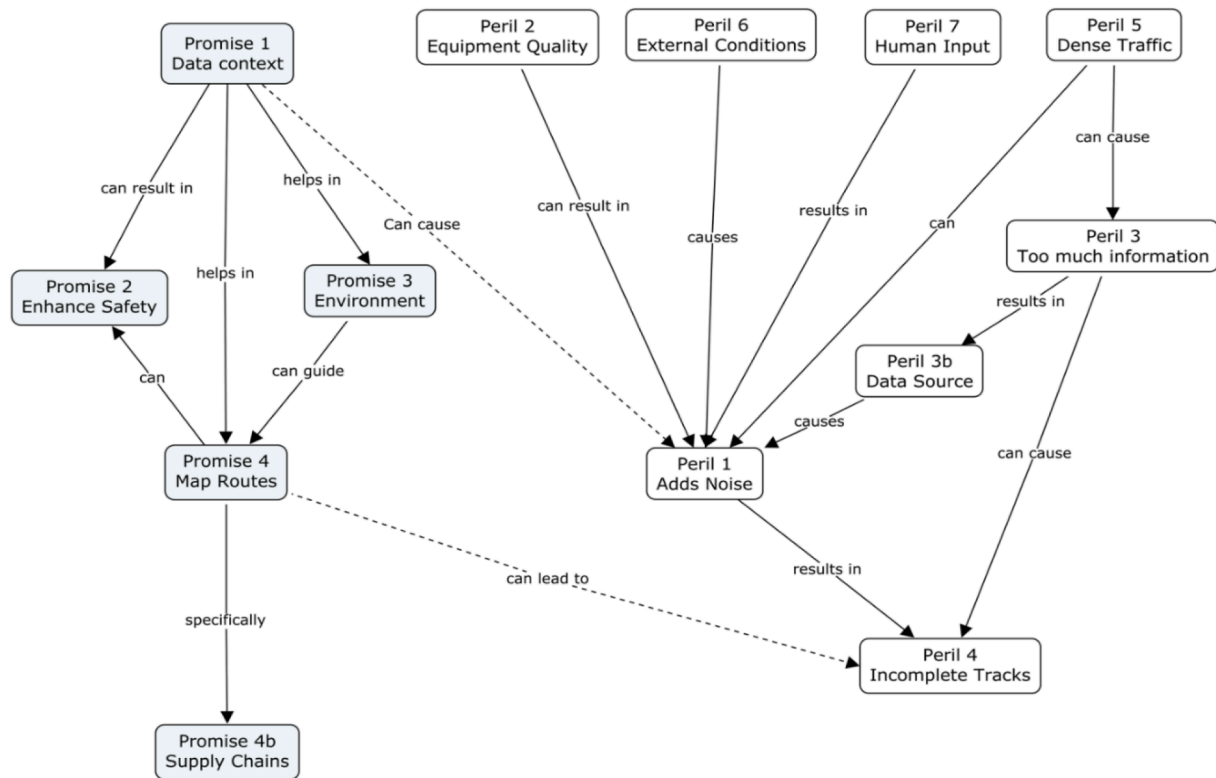 Promise 1
Data context
Peril 2
Equipment Quality
Peril 6
External Conditions
Peril 7
Human Input
Peril 5
Dense Traffic
can cause
can result in
helps in
Can cause
can result in
causes
results in
can
Peril 3
Too much information
Promise 2
Enhance Safety
helps in
Promise 3
Environment
results in
can
can guide
Peril 3b
Data Source
causes
can cause
Promise 4
Map Routes
Peril 1
Adds Noise
can lead to
results in
specifically
Peril 4
Incomplete Tracks
Promise 4b
Supply Chains